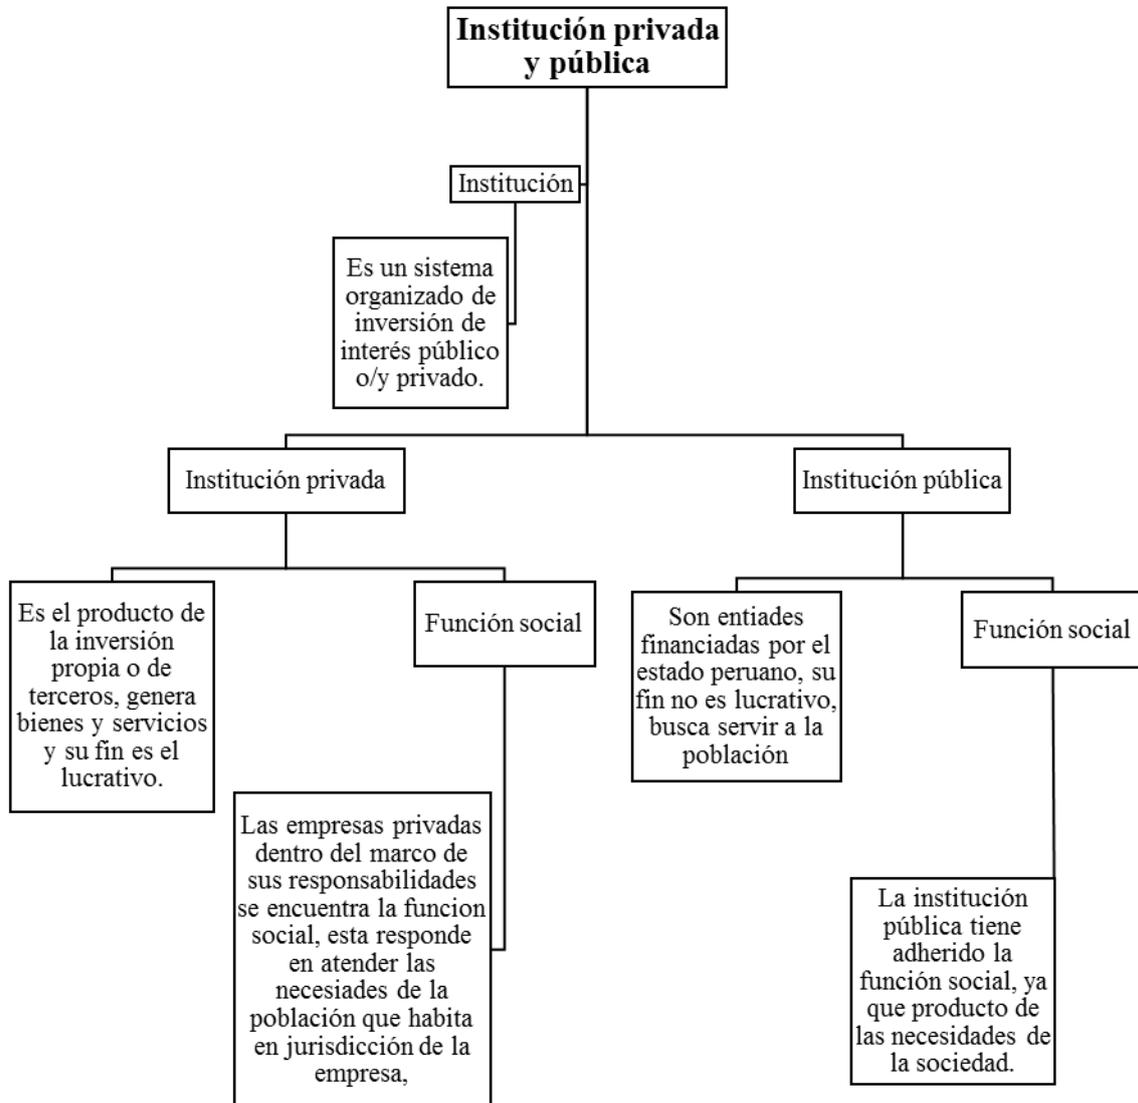 Institución privada
y pública
Institución
Es un sistema
organizado de
inversión de
interés público
o/y privado.
Institución privada
Institución pública
Es el producto de
la inversión
propia o de
terceros, genera
bienes y servicios
y su fin es el
lucrativo.
Función social
Las empresas privadas
dentro del marco de
sus responsabilidades
se encuentra la funcion
social, esta responde
en atender las
necesiades de la
población que habita
en jurisdicción de la
empresa,
Son entiades
financiadas por el
estado peruano, su
fin no es lucrativo,
busca servir a la
población
Función social
La institución
pública tiene
adherido la
función social, ya
que producto de
las necesidades de
la sociedad.